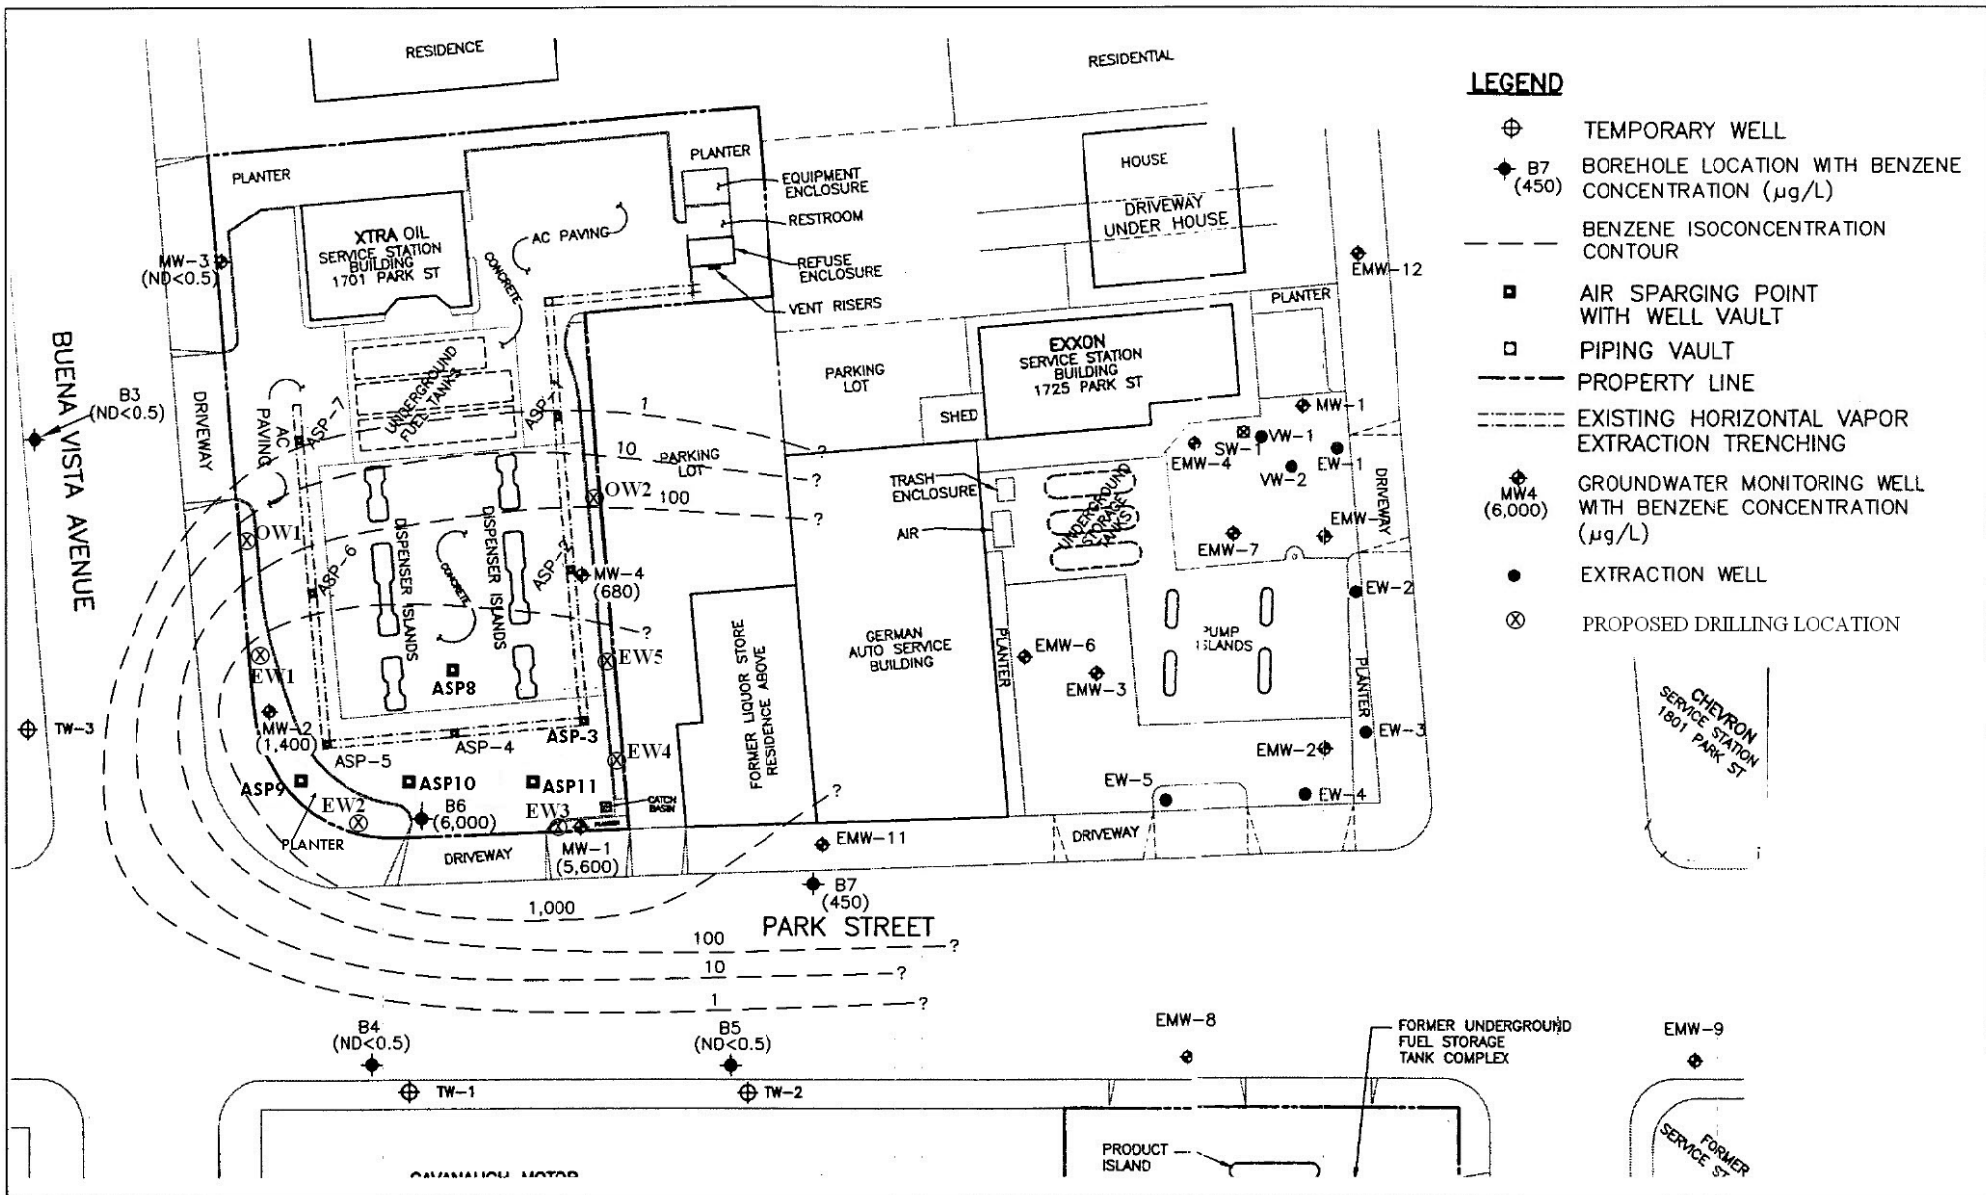 RESIDENCE
RESIDENTIAL
PLANTER
PLANTER
EQUIPMENT
ENCLOSURE
RESTROOM
REFUSE
ENCLOSURE
VENT RISERS
HOUSE
DRIVEWAY
UNDER HOUSE
XTRA OIL
SERVICE STATION
BUILDING
1701 PARK ST
AC PAVING
CONCRETE
MW-3
(ND<0.5)
EMW-12
PLANTER
BUENA VISTA AVENUE
B3
(ND<0.5)
DRIVEWAY
AC
PAVING
ASP-7
UNDERGROUND
FUEL TANKS
1
?
10
?
100
?
PARKING
LOT
PARKING
LOT
EXXON
SERVICE STATION
BUILDING
1725 PARK ST
SHED
MW-1
SW-1
VW-1
EMW-4
VW-2
EW-1
DRIVEWAY
TRASH
ENCLOSURE
AIR
UNDERGROUND
STORAGE
TANKS
EMW-7
EW-2
OW1
OW2
ASP-6
DISPENSER ISLANDS
CONCRETE
DISPENSER ISLANDS
MW-4
(680)
?
EW1
EW5
ASP8
MW-2
(1,400)
TW-3
ASP-5
ASP-4
ASP-3
EW4
ASP9
ASP10
ASP11
EW2
B6
(6,000)
EW3
CATCH
BASIN
PLANTER
DRIVEWAY
MW-1
(5,600)
FORMER LIQUOR STORE
RESIDENCE ABOVE
GERMAN
AUTO SERVICE
BUILDING
PLANTER
EMW-6
EMW-3
PUMP
ISLANDS
PLANTER
EW-3
EMW-2
EW-5
EW-4
?
EMW-11
DRIVEWAY
B7
(450)
PARK STREET
1,000
100
?
10
?
1
?
B4
(ND<0.5)
B5
(ND<0.5)
TW-1
TW-2
EMW-8
FORMER UNDERGROUND
FUEL STORAGE
TANK COMPLEX
EMW-9
PRODUCT
ISLAND
CAVANAUGH MOTOR
FORMER
SERVICE ST
CHEVRON
SERVICE STATION
1801 PARK ST
LEGEND
TEMPORARY WELL
B7
(450)
BOREHOLE LOCATION WITH BENZENE
CONCENTRATION (µg/L)
BENZENE ISOCONCENTRATION
CONTOUR
AIR SPARGING POINT
WITH WELL VAULT
PIPING VAULT
PROPERTY LINE
EXISTING HORIZONTAL VAPOR
EXTRACTION TRENCHING
MW4
(6,000)
GROUNDWATER MONITORING WELL
WITH BENZENE CONCENTRATION
(µg/L)
EXTRACTION WELL
PROPOSED DRILLING LOCATION